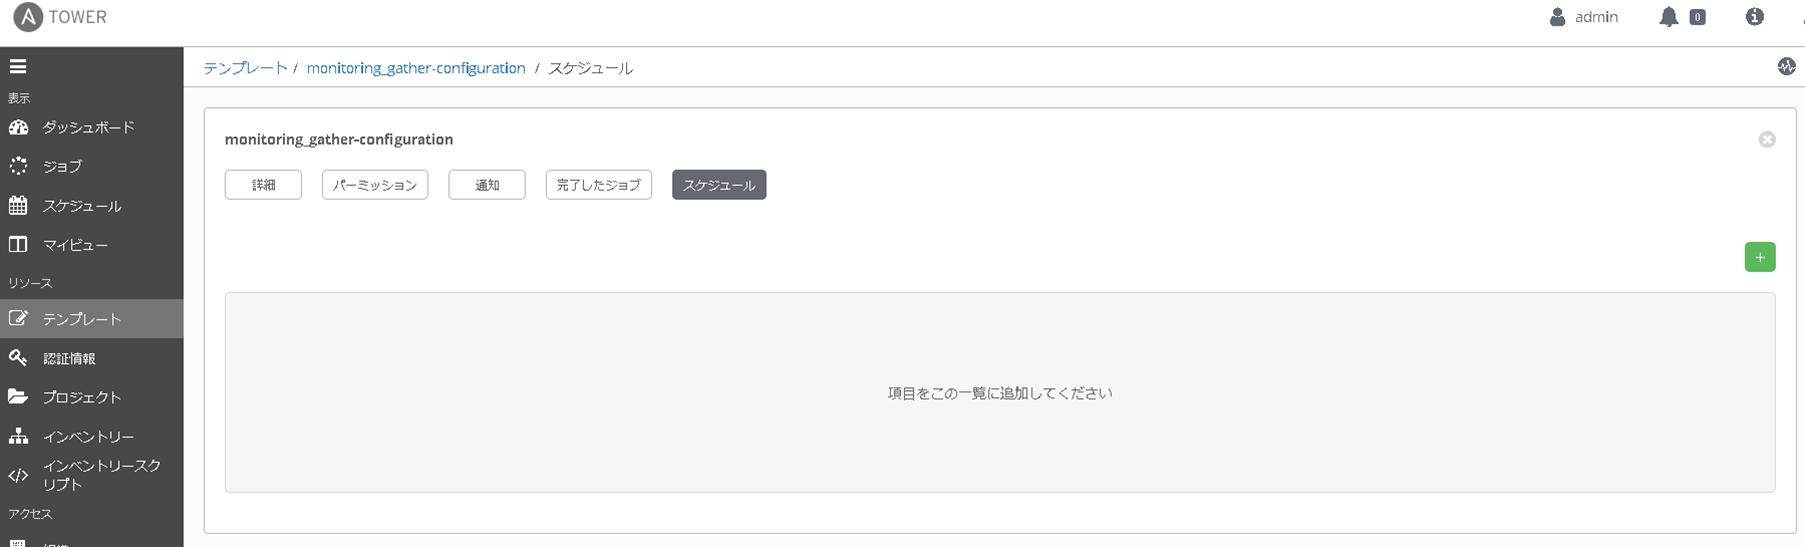 TOWER
admin
0
テンプレート / monitoring_gather-configuration / スケジュール
表示
ダッシュボード
ジョブ
スケジュール
マイビュー
リソース
テンプレート
認証情報
プロジェクト
インベントリー
インベントリースク
リプト
アクセス
monitoring_gather-configuration
詳細
パーミッション
通知
完了したジョブ
スケジュール
+
項目をこの一覧に追加してください